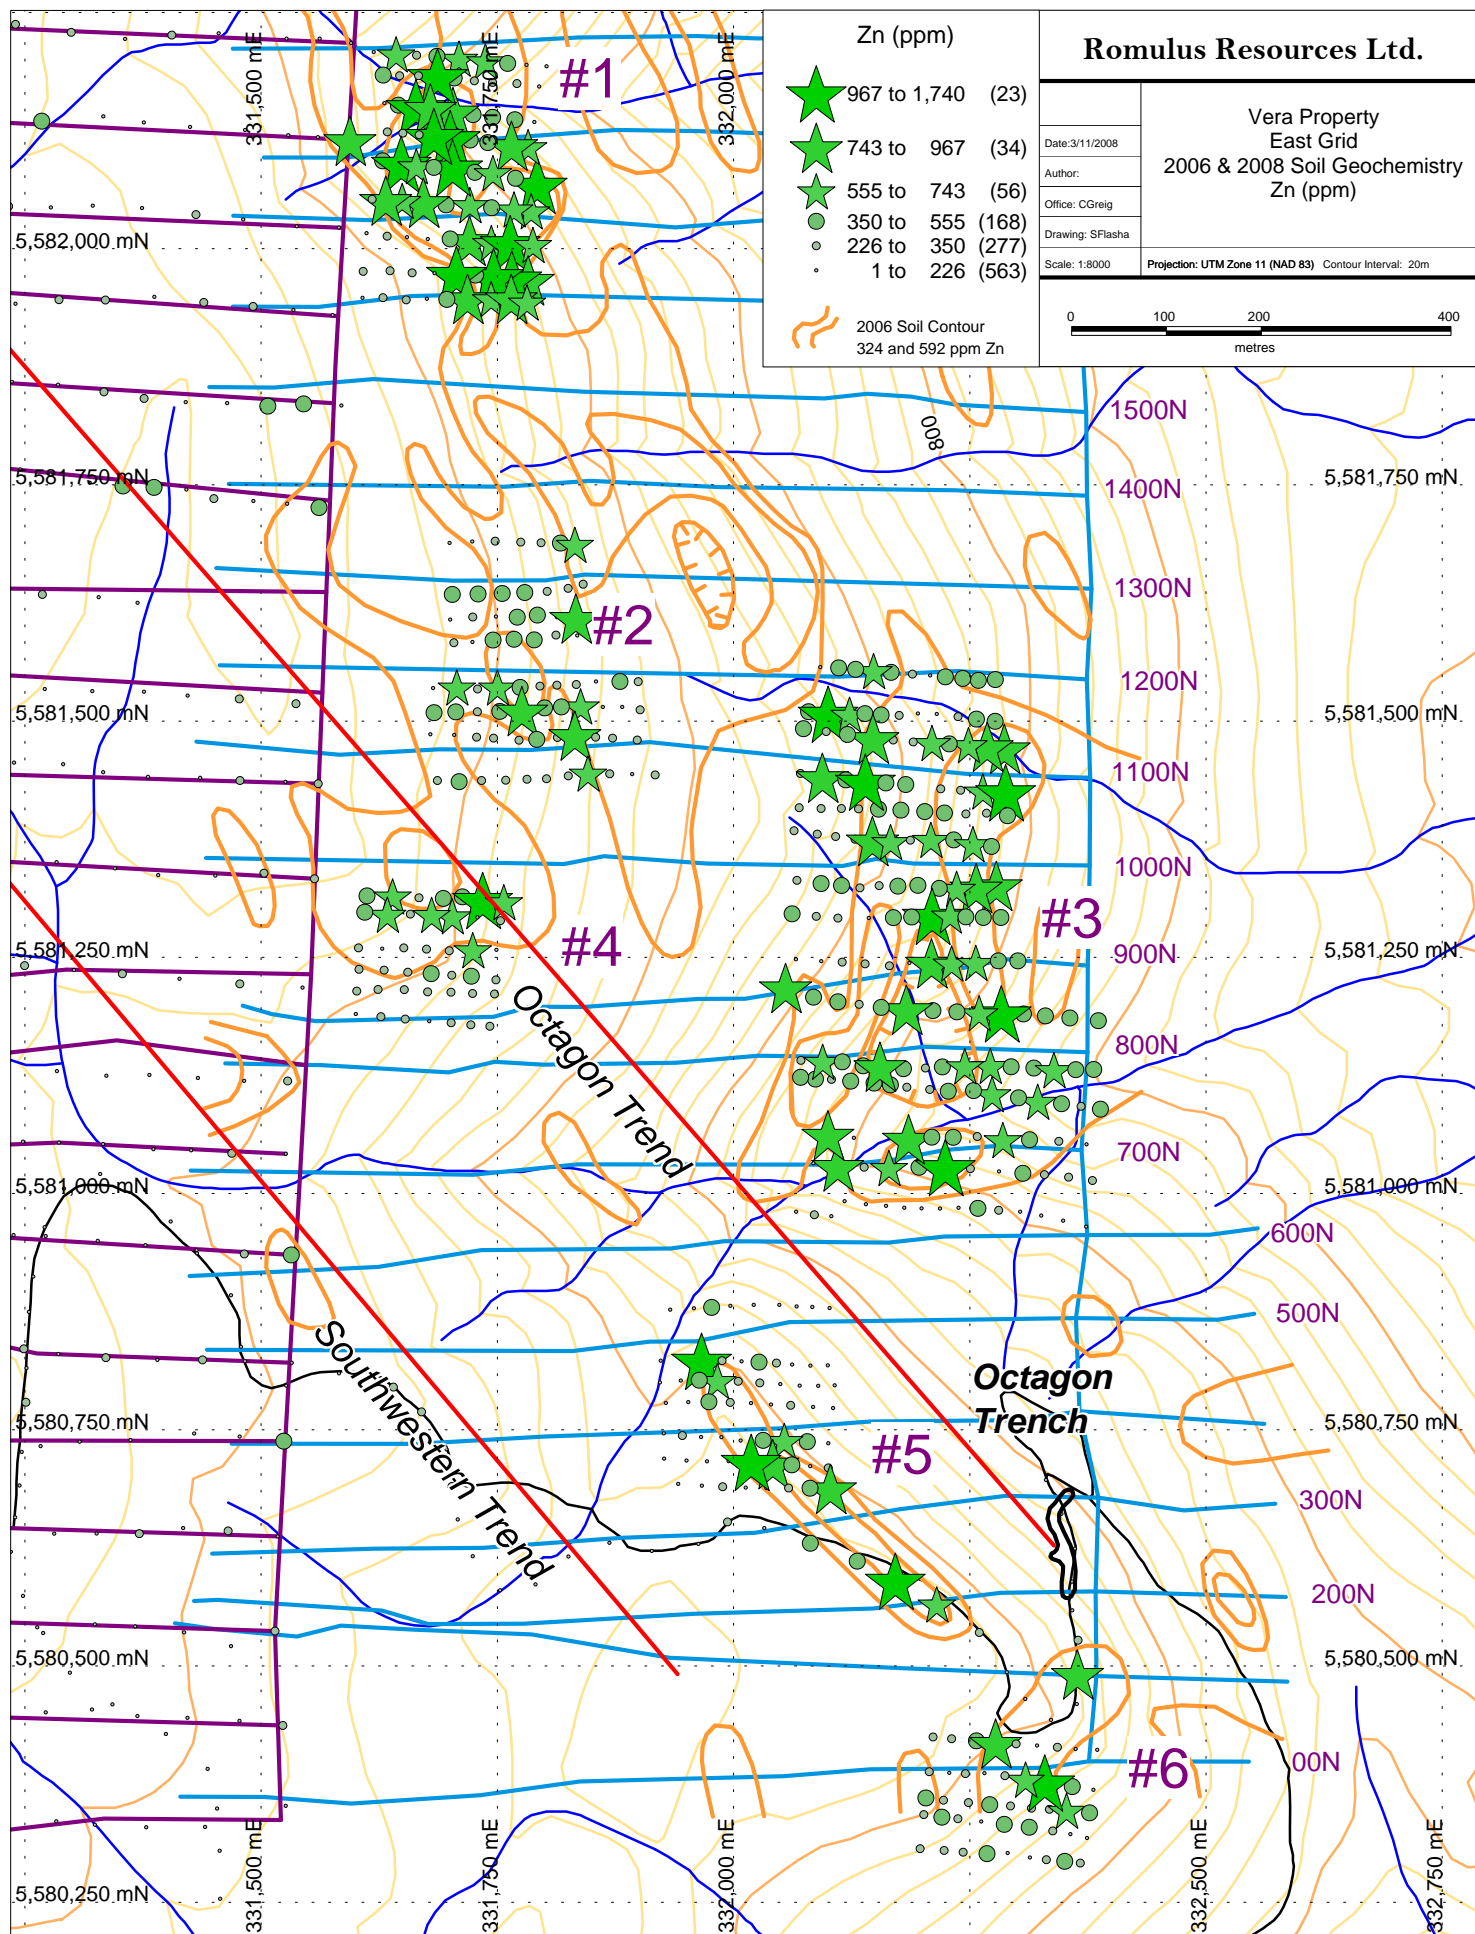 Zn (ppm)
967 to 1,740 (23)
743 to 967 (34)
555 to 743 (56)
350 to 555 (168)
226 to 350 (277)
1 to 226 (563)
2006 Soil Contour
324 and 592 ppm Zn
Romulus Resources Ltd.
Date:3/11/2008
Author:
Office: CGreig
Drawing: SFlasha
Scale: 1:8000
Vera Property
East Grid
2006 & 2008 Soil Geochemistry
Zn (ppm)
Projection: UTM Zone 11 (NAD 83) Contour Interval: 20m
0 100 200 400
metres
331,500 mE
331,750 mE
332,000 mE
#1
5,582,000 mN
1500N
800
5,581,750 mN
5,581,750 mN
1400N
1300N
#2
1200N
5,581,500 mN
5,581,500 mN
1100N
1000N
#3
#4
5,581,250 mN
900N
5,581,250 mN
Octagon Trend
800N
700N
5,581,000 mN
5,581,000 mN
600N
500N
Southwestern Trend
Octagon
Trench
5,580,750 mN
5,580,750 mN
#5
300N
200N
5,580,500 mN
5,580,500 mN
#6
00N
331,500 mE
331,750 mE
332,000 mE
332,500 mE
332,750 mE
5,580,250 mN